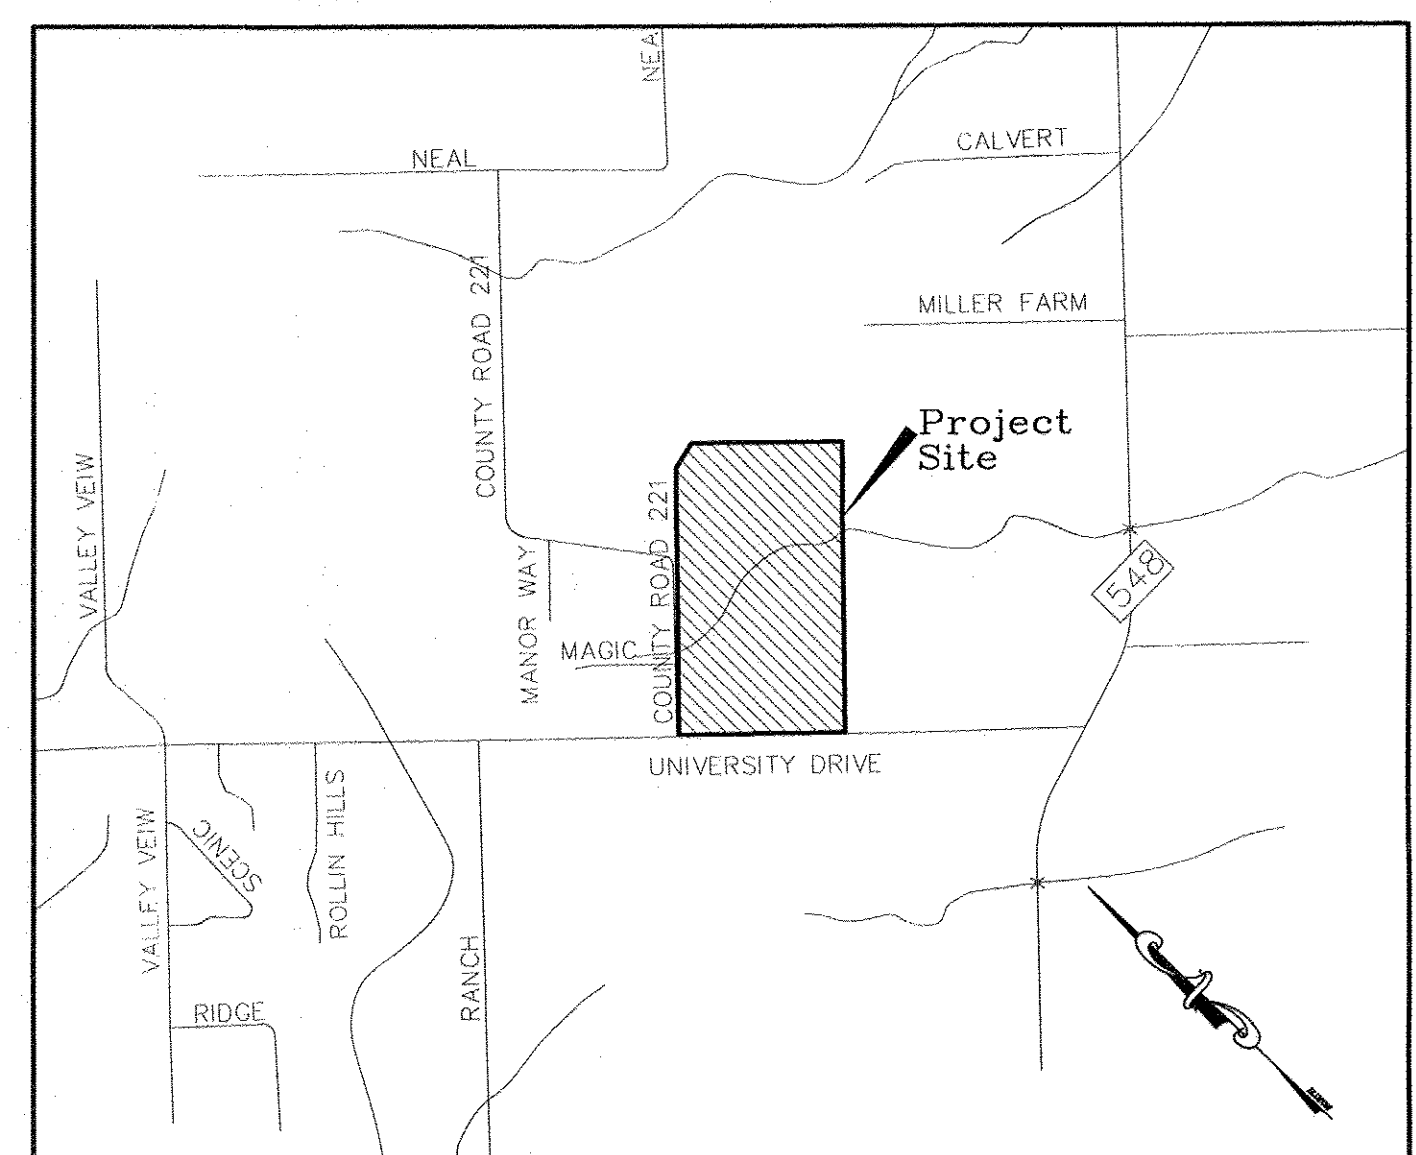 NEA
NEAL
CALVERT
COUNTY ROAD 221
MILLER FARM
Project
Site
VALLEY VEIW
COUNTY ROAD 221
MANOR WAY
548
MAGIC
UNIVERSITY DRIVE
VALLEY VEIW
SCENIC
ROLLIN HILLS
RANCH
RIDGE